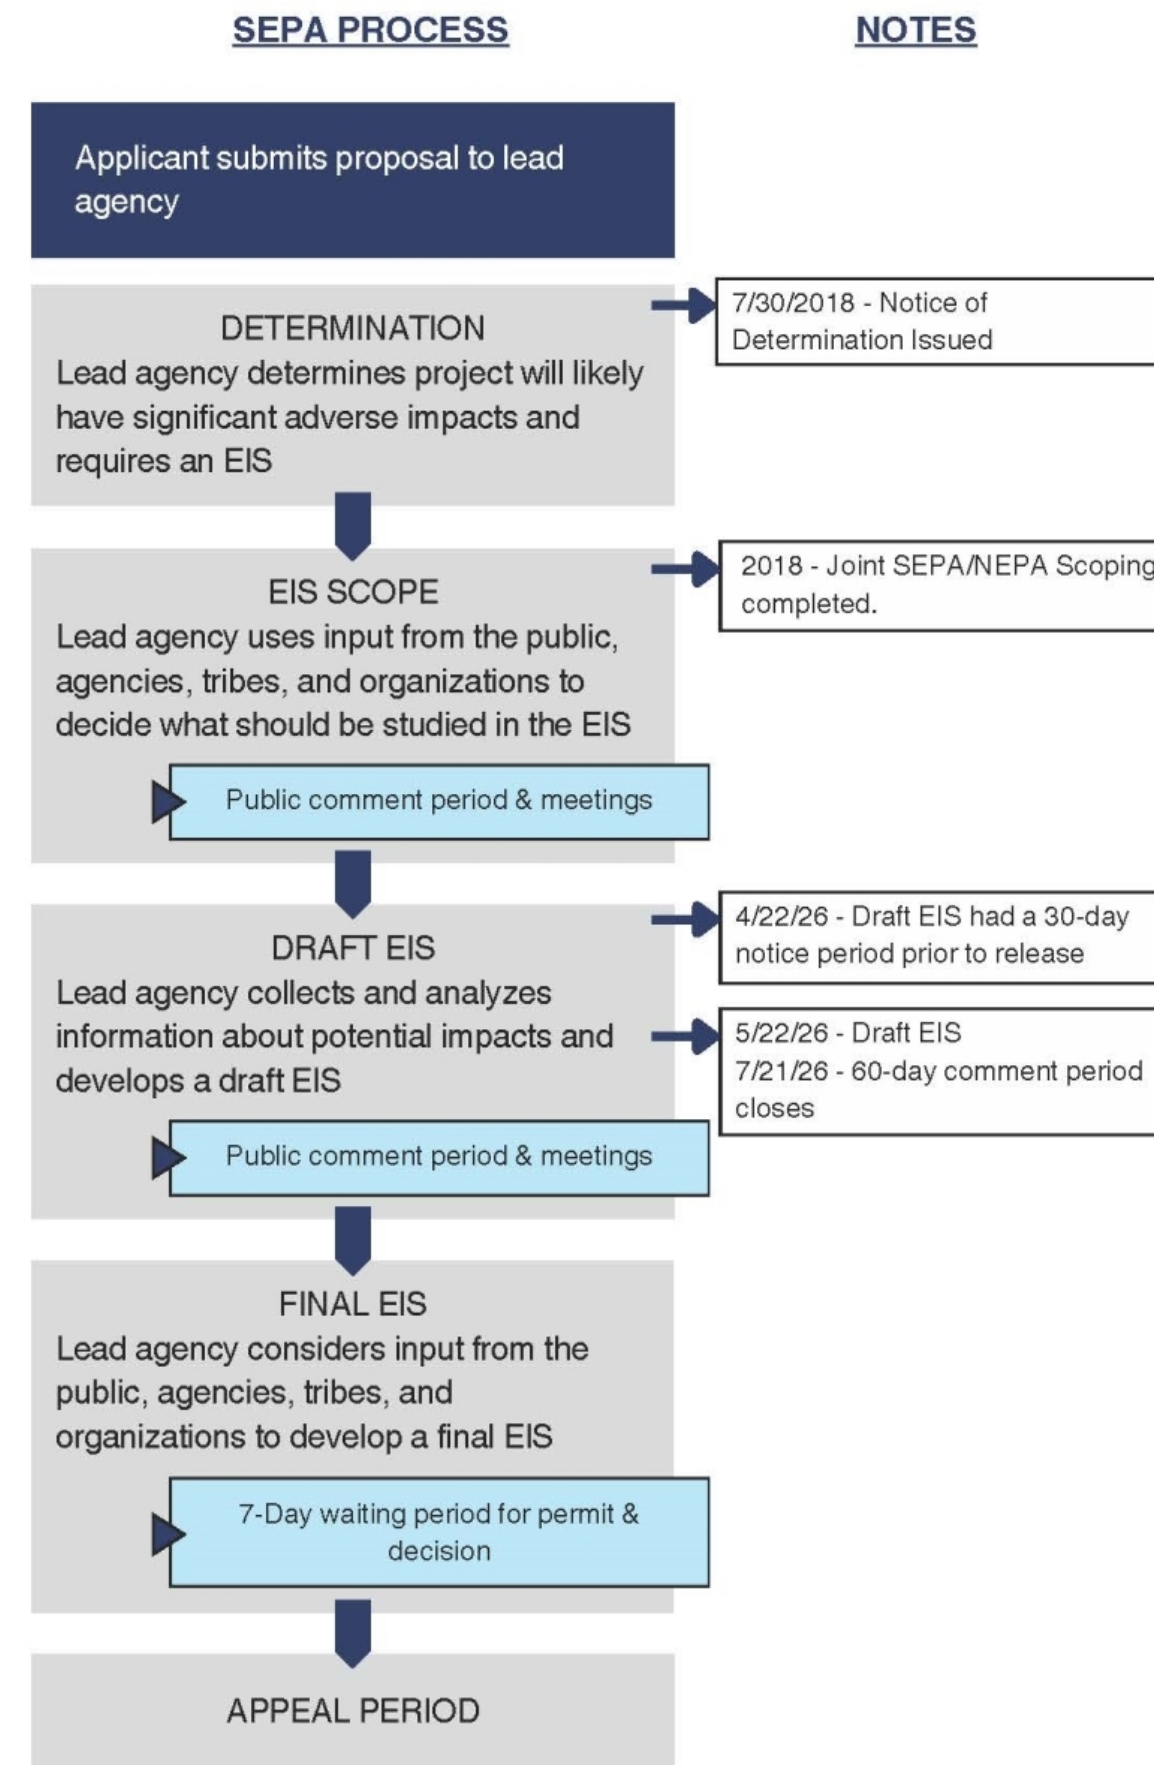 SEPA PROCESS
NOTES
Applicant submits proposal to lead
agency
DETERMINATION
Lead agency determines project will likely
have significant adverse impacts and
requires an EIS
7/30/2018 - Notice of
Determination Issued
EIS SCOPE
Lead agency uses input from the public,
agencies, tribes, and organizations to
decide what should be studied in the EIS
Public comment period & meetings
2018 - Joint SEPA/NEPA Scoping
completed.
DRAFT EIS
Lead agency collects and analyzes
information about potential impacts and
develops a draft EIS
Public comment period & meetings
4/22/26 - Draft EIS had a 30-day
notice period prior to release
5/22/26 - Draft EIS
7/21/26 - 60-day comment period
closes
FINAL EIS
Lead agency considers input from the
public, agencies, tribes, and
organizations to develop a final EIS
7-Day waiting period for permit &
decision
APPEAL PERIOD